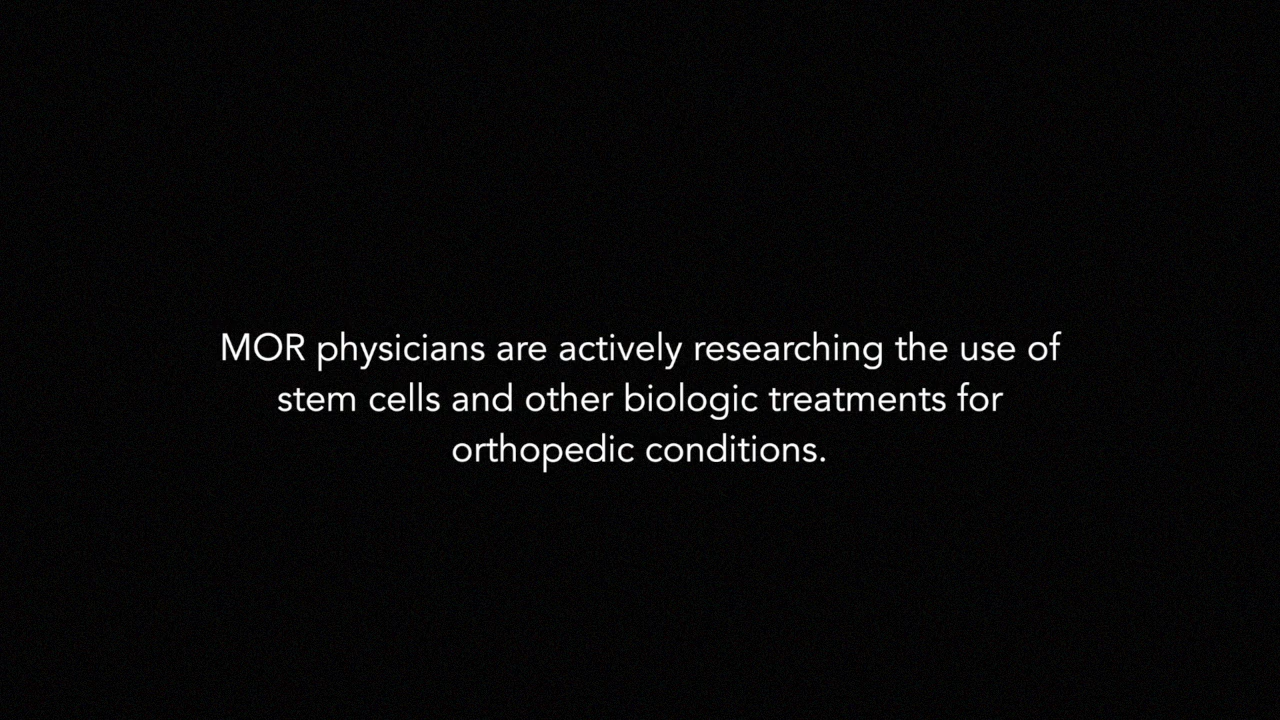 MOR physicians are actively researching the use of
stem cells and other biologic treatments for
orthopedic conditions.